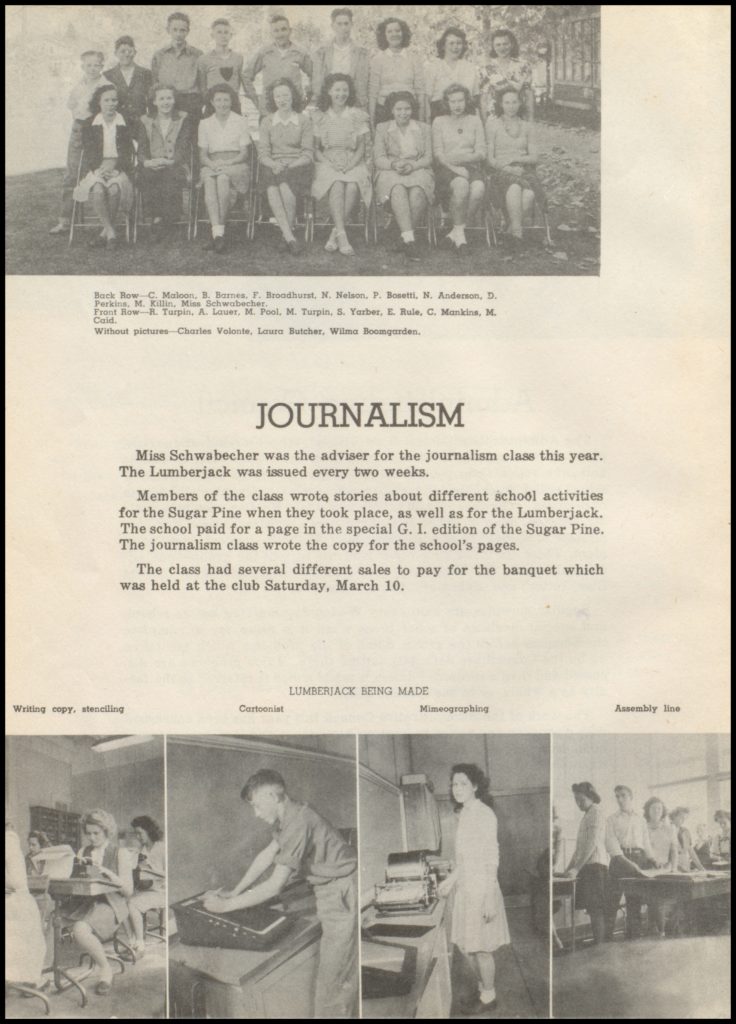 Back Row—C. Maloon, B. Barnes, F. Broadhurst, N. Nelson, P. Bosetti, N. Anderson, D.
Perkins, M. Killin, Miss Schwabecher.
Front Row—R. Turpin, A. Lauer, M. Pool, M. Turpin, S. Yarber, E. Rule, C. Mankins, M.
Caid.
Without pictures—Charles Volonte, Laura Butcher, Wilma Boomgarden.
JOURNALISM
Miss Schwabecher was the adviser for the journalism class this year.
The Lumberjack was issued every two weeks.
Members of the class wrote stories about different school activities
for the Sugar Pine when they took place, as well as for the Lumberjack.
The school paid for a page in the special G. I. edition of the Sugar Pine.
The journalism class wrote the copy for the school's pages.
The class had several different sales to pay for the banquet which
was held at the club Saturday, March 10.
LUMBERJACK BEING MADE
Writing copy, stenciling Cartoonist Mimeographing Assembly line